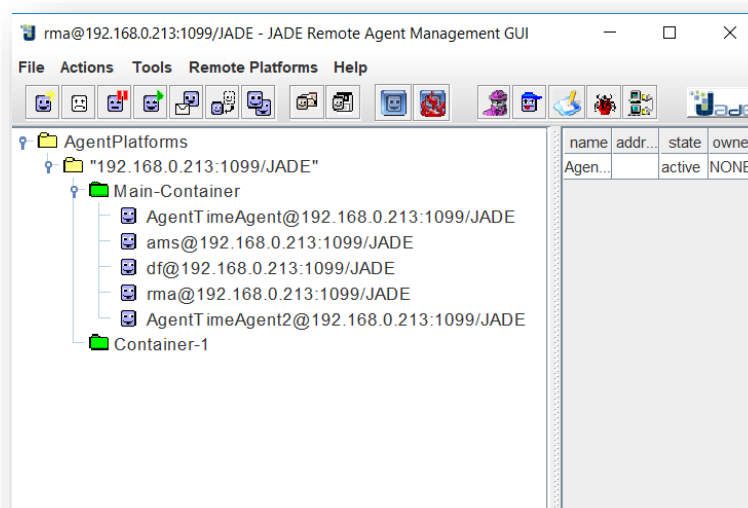 rma@192.168.0.213:1099/JADE - JADE Remote Agent Management GUI
File Actions Tools Remote Platforms Help
Jade
AgentPlatforms
"192.168.0.213:1099/JADE"
Main-Container
AgentTimeAgent@192.168.0.213:1099/JADE
ams@192.168.0.213:1099/JADE
df@192.168.0.213:1099/JADE
rma@192.168.0.213:1099/JADE
AgentTimeAgent2@192.168.0.213:1099/JADE
Container-1
name addr... state owne
Agen... active NONE